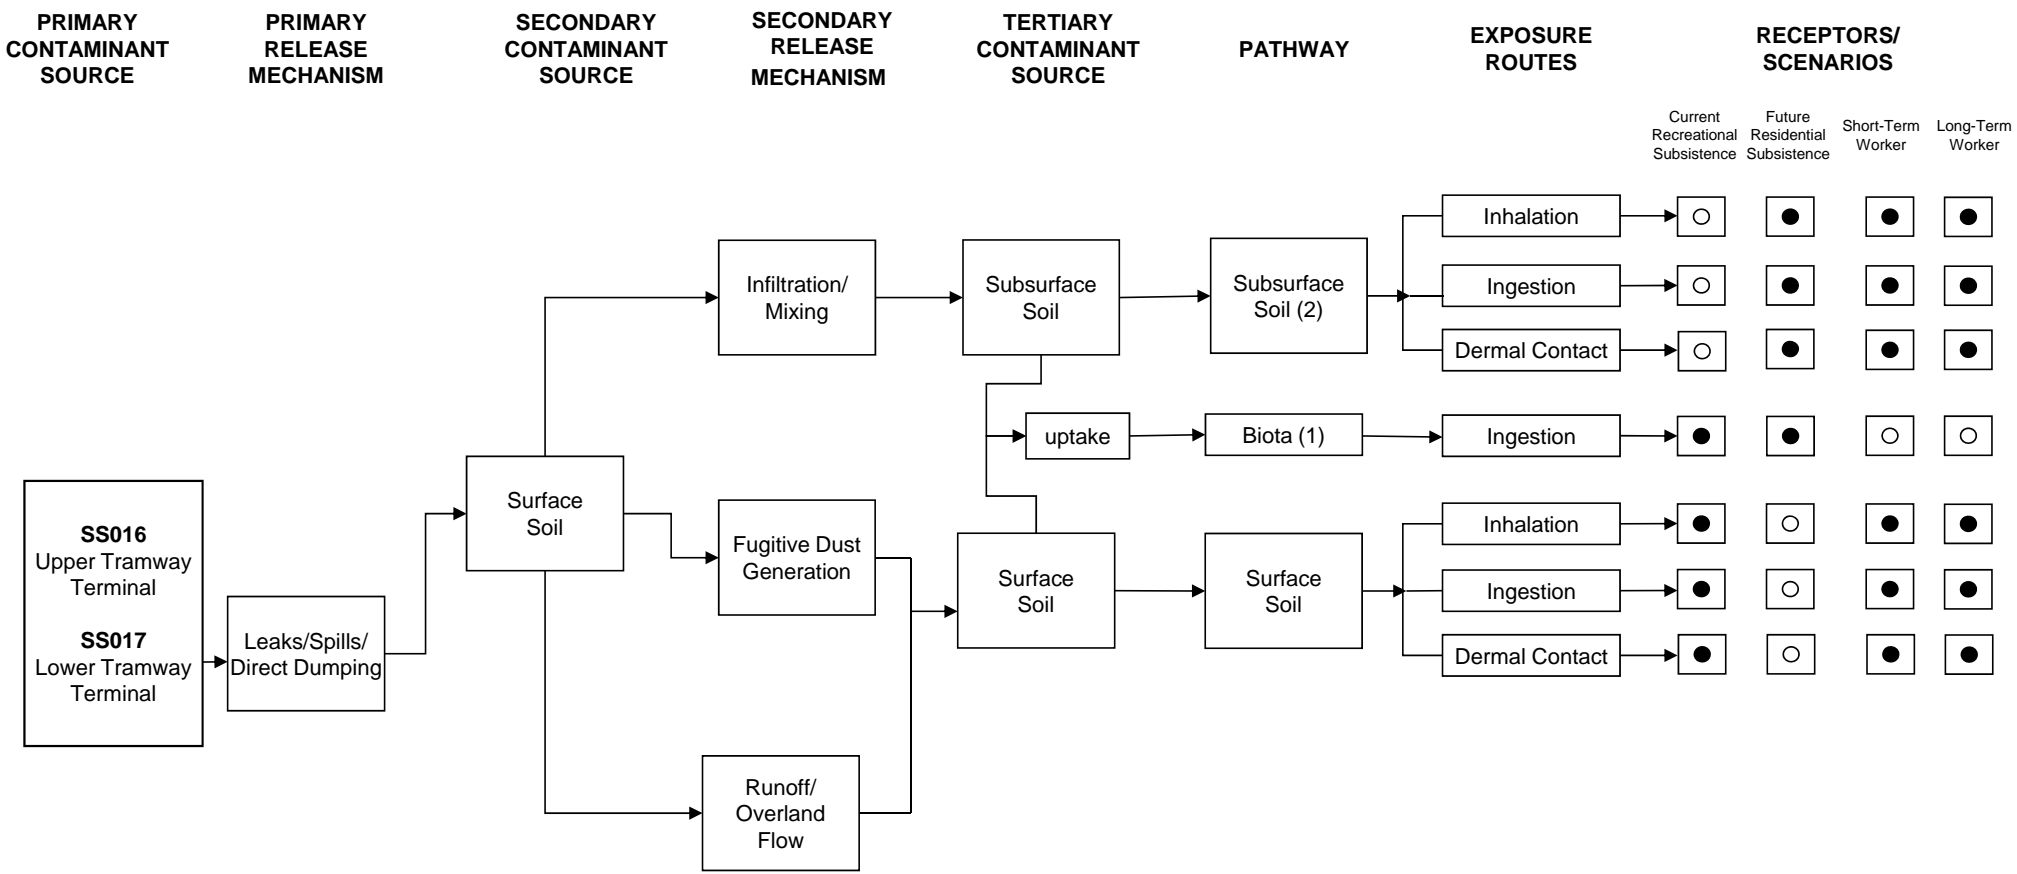 PRIMARY
CONTAMINANT
SOURCE
PRIMARY
RELEASE
MECHANISM
SECONDARY
CONTAMINANT
SOURCE
SECONDARY
RELEASE
MECHANISM
TERTIARY
CONTAMINANT
SOURCE
PATHWAY
EXPOSURE
ROUTES
RECEPTORS/
SCENARIOS
Current
Recreational
Subsistence
Future
Residential
Subsistence
Short-Term
Worker
Long-Term
Worker
SS016
Upper Tramway
Terminal
SS017
Lower Tramway
Terminal
Leaks/Spills/
Direct Dumping
Surface
Soil
Infiltration/
Mixing
Fugitive Dust
Generation
Runoff/
Overland
Flow
Subsurface
Soil
uptake
Surface
Soil
Subsurface
Soil (2)
Biota (1)
Surface
Soil
Inhalation
Ingestion
Dermal Contact
Ingestion
Inhalation
Ingestion
Dermal Contact